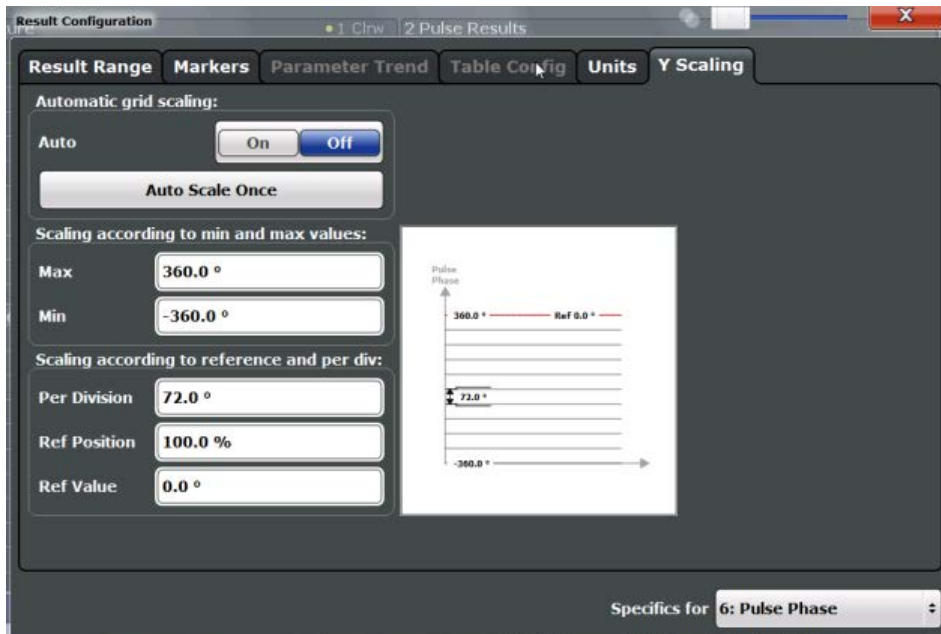 Result Configuration
1 Clrw
2 Pulse Results
Result Range
Markers
Parameter Trend
Table Config
Units
Y Scaling
Automatic grid scaling:
Auto
On
Off
Auto Scale Once
Scaling according to min and max values:
Max
360.0 °
Min
-360.0 °
Scaling according to reference and per div:
Per Division
72.0 °
Ref Position
100.0 %
Ref Value
0.0 °
Pulse
Phase
360.0 °
Ref 0.0 °
72.0 °
-360.0 °
Specifics for
6: Pulse Phase